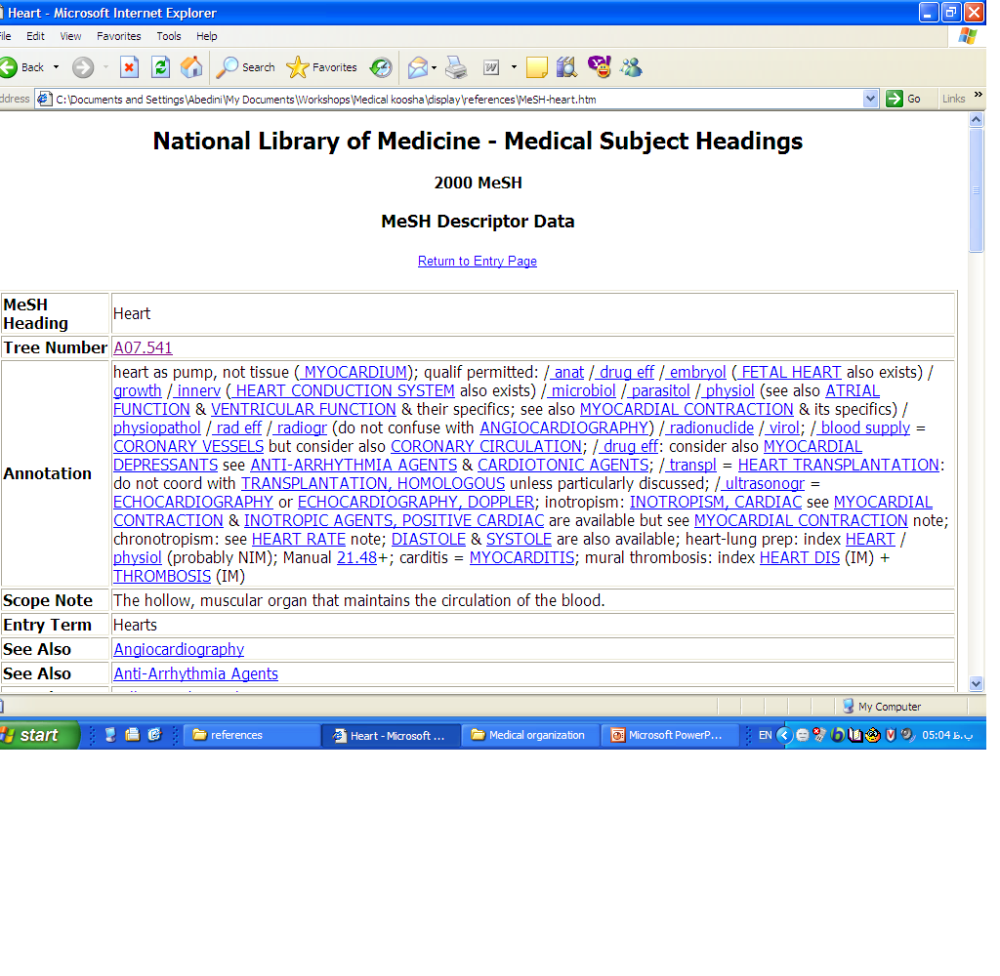 Heart - Microsoft Internet Explorer
File Edit View Favorites Tools Help
Back Search Favorites
Address C:\Documents and Settings\Abedini\My Documents\Workshops\Medical koosha\display\references\MeSH-heart.htm Go Links »
National Library of Medicine - Medical Subject Headings
2000 MeSH
MeSH Descriptor Data
Return to Entry Page
MeSH Heading Heart
Tree Number A07.541
Annotation heart as pump, not tissue ( MYOCARDIUM); qualif permitted: / anat / drug eff / embryol ( FETAL HEART also exists) /
growth / innerv ( HEART CONDUCTION SYSTEM also exists) / microbiol / parasitol / physiol (see also ATRIAL
FUNCTION & VENTRICULAR FUNCTION & their specifics; see also MYOCARDIAL CONTRACTION & its specifics) /
physiopathol / rad eff / radiogr (do not confuse with ANGIOCARDIOGRAPHY) / radionuclide / virol; / blood supply =
CORONARY VESSELS but consider also CORONARY CIRCULATION; / drug eff: consider also MYOCARDIAL
DEPRESSANTS see ANTI-ARRHYTHMIA AGENTS & CARDIOTONIC AGENTS; / transpl = HEART TRANSPLANTATION:
do not coord with TRANSPLANTATION, HOMOLOGOUS unless particularly discussed; / ultrasonogr =
ECHOCARDIOGRAPHY or ECHOCARDIOGRAPHY, DOPPLER; inotropism: INOTROPISM, CARDIAC see MYOCARDIAL
CONTRACTION & INOTROPIC AGENTS, POSITIVE CARDIAC are available but see MYOCARDIAL CONTRACTION note;
chronotropism: see HEART RATE note; DIASTOLE & SYSTOLE are also available; heart-lung prep: index HEART /
physiol (probably NIM); Manual 21.48+; carditis = MYOCARDITIS; mural thrombosis: index HEART DIS (IM) +
THROMBOSIS (IM)
Scope Note The hollow, muscular organ that maintains the circulation of the blood.
Entry Term Hearts
See Also Angiocardiography
See Also Anti-Arrhythmia Agents
My Computer
start references Heart - Microsoft ... Medical organization Microsoft PowerP... EN 05:04 ب.ظ